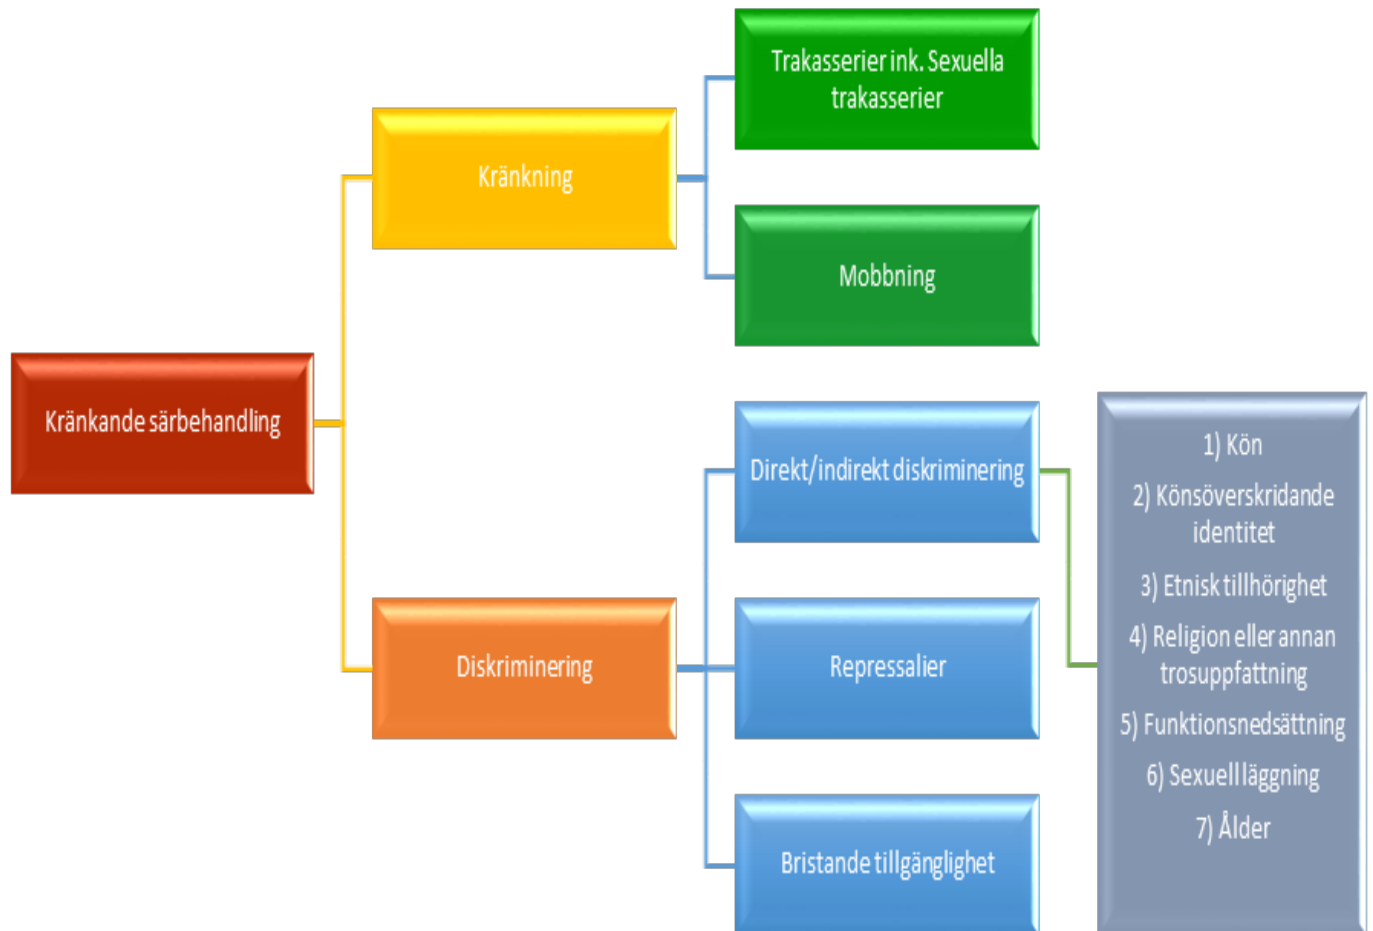 Kränkande särbehandling
Kränkning
Trakasserier ink. Sexuella
trakasserier
Mobbning
Diskriminering
Direkt/indirekt diskriminering
Repressalier
Bristande tillgänglighet
1) Kön
2) Könsöverskridande
identitet
3) Etnisk tillhörighet
4) Religion eller annan
trosuppfattning
5) Funktionsnedsättning
6) Sexuell läggning
7) Ålder